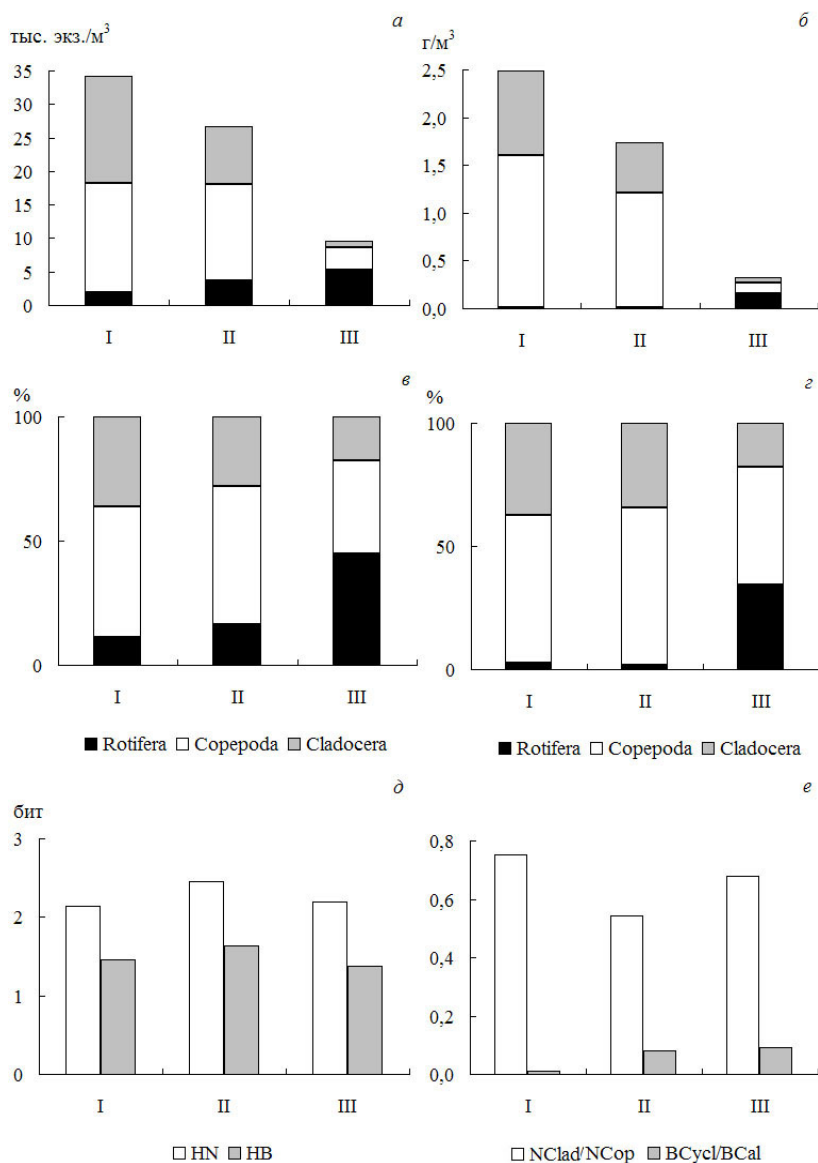 а
тыс. экз./м³
35
30
25
20
15
10
5
0
I II III
б
г/м³
2,5
2,0
1,5
1,0
0,5
0,0
I II III
в
%
100
50
0
I II III
Rotifera Copepoda Cladocera
г
%
100
50
0
I II III
Rotifera Copepoda Cladocera
д
бит
3
2
1
0
I II III
HN HB
е
0,8
0,6
0,4
0,2
0,0
I II III
NClad/NCop BCycl/BCal